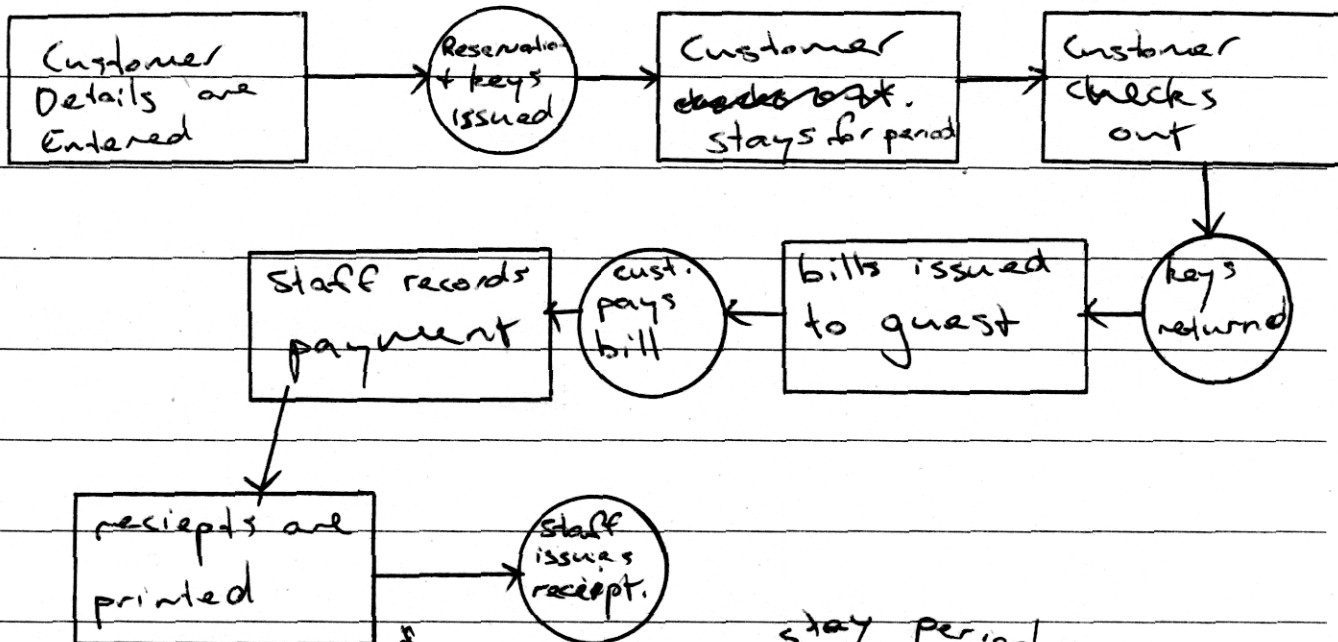 Customer
Details are
Entered
Reservation
+ keys
issued
Customer
stays for period
Customer
checks
out
keys
returned
bills issued
to guest
cust.
pays
bill
Staff records
payment
reciepts are
printed
staff
issues
receipt.
stay period